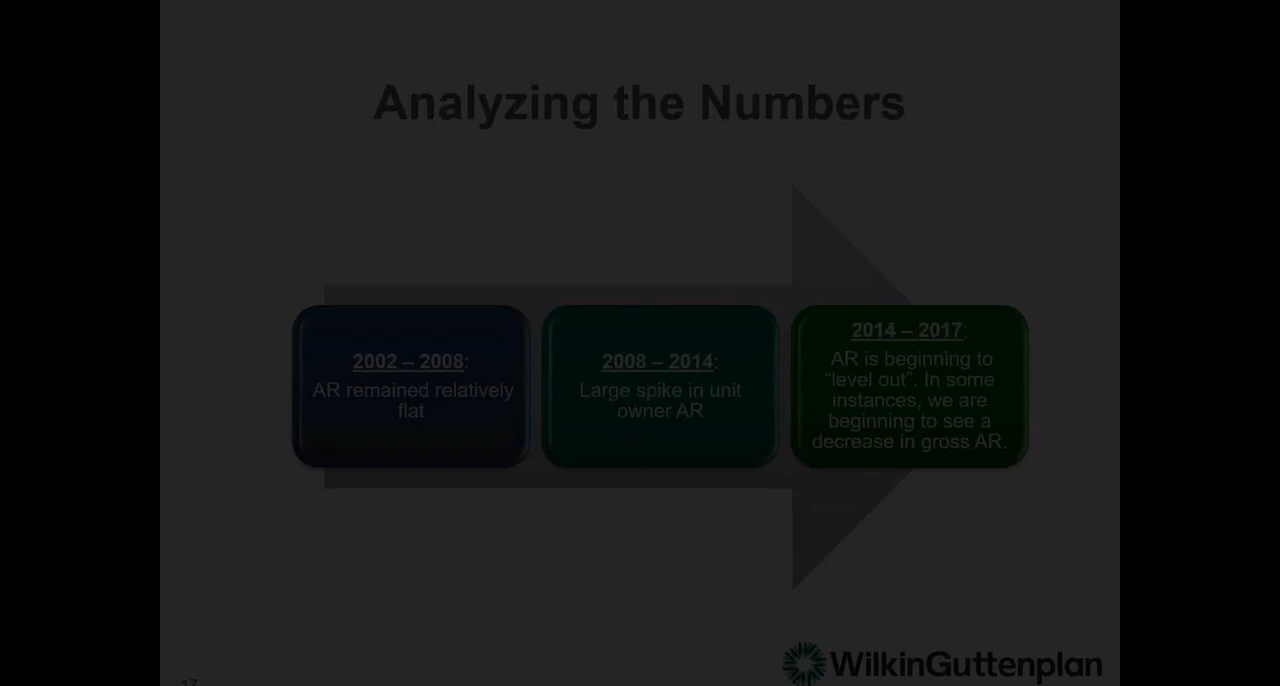 Analyzing the Numbers
2002 – 2008:
AR remained relatively
flat
2008 – 2014:
Large spike in unit
owner AR
2014 – 2017:
AR is beginning to
“level out”. In some
instances, we are
beginning to see a
decrease in gross AR.
WilkinGuttenplan
17